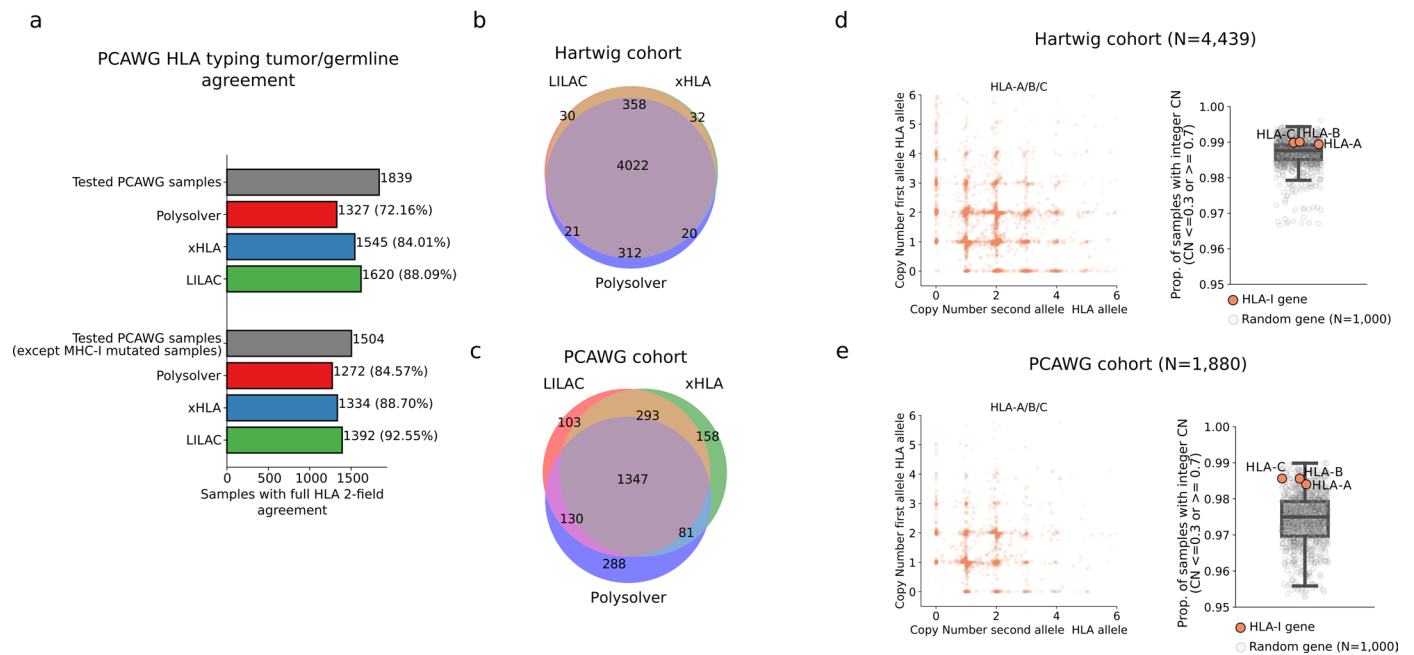 a
PCAWG HLA typing tumor/germline
agreement
Tested PCAWG samples
1839
Polysolver
1327 (72.16%)
xHLA
1545 (84.01%)
LILAC
1620 (88.09%)
Tested PCAWG samples
(except MHC-I mutated samples)
1504
Polysolver
1272 (84.57%)
xHLA
1334 (88.70%)
LILAC
1392 (92.55%)
0 500 1000 1500
Samples with full HLA 2-field
agreement
b
Hartwig cohort
LILAC xHLA
30 358 32
4022
21 312 20
Polysolver
c
PCAWG cohort
LILAC xHLA
103 293 158
1347
130 81
288
Polysolver
d
Hartwig cohort (N=4,439)
HLA-A/B/C
Copy Number first allele HLA allele
6
5
4
3
2
1
0
0 2 4 6
Copy Number second allele HLA allele
Prop. of samples with integer CN
(CN <=0.3 or >= 0.7)
1.00
0.99
0.98
0.97
0.96
0.95
HLA-C HLA-B
HLA-A
HLA-I gene
Random gene (N=1,000)
e
PCAWG cohort (N=1,880)
HLA-A/B/C
Copy Number first allele HLA allele
6
5
4
3
2
1
0
0 2 4 6
Copy Number second allele HLA allele
Prop. of samples with integer CN
(CN <=0.3 or >= 0.7)
1.00
0.99
0.98
0.97
0.96
0.95
HLA-C
HLA-B
HLA-A
HLA-I gene
Random gene (N=1,000)